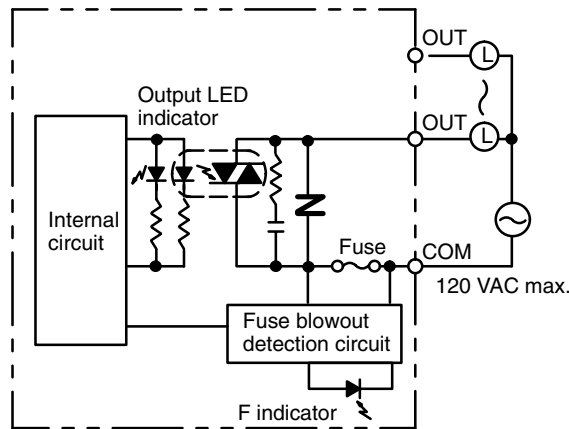 OUT
L
Output LED
indicator
OUT
L
Internal
circuit
Fuse
COM
120 VAC max.
Fuse blowout
detection circuit
F indicator